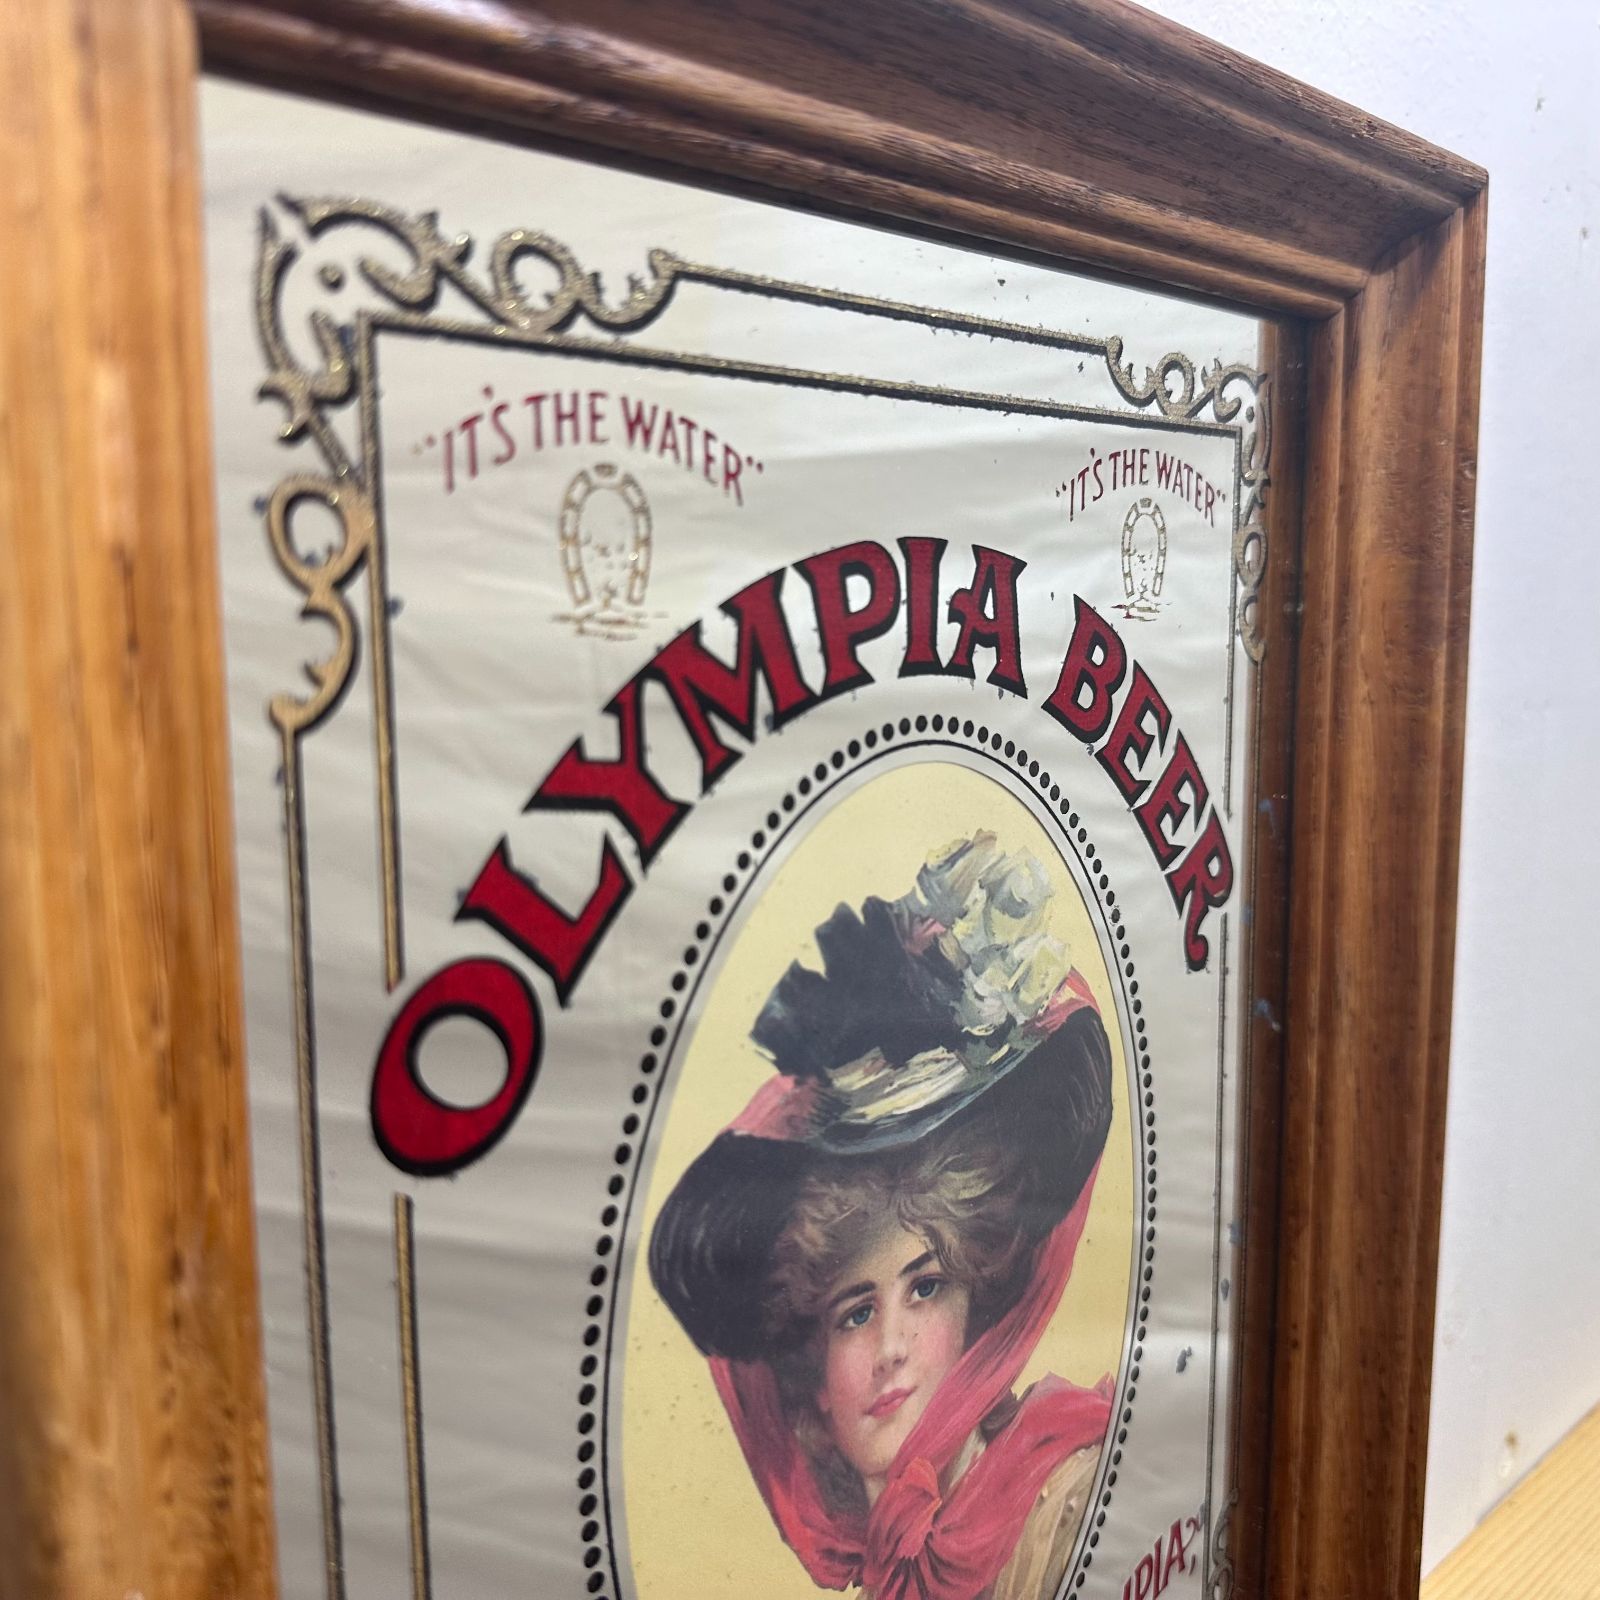 "IT'S THE WATER"
"IT'S THE WATER"
OLYMPIA BEER